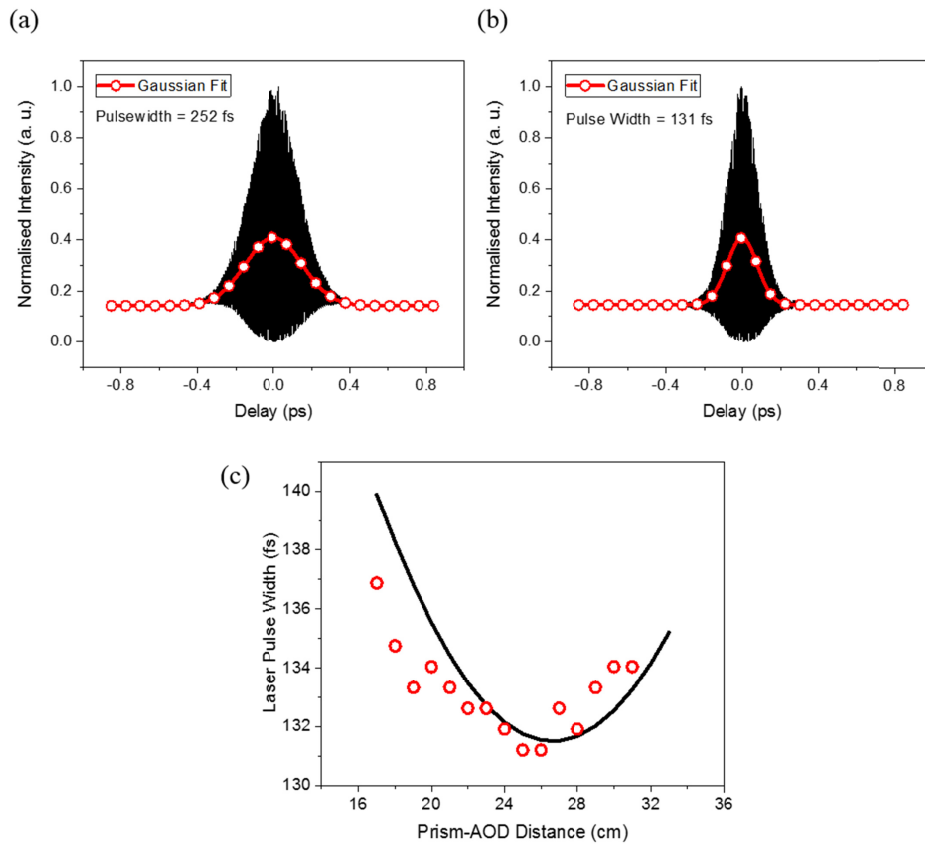 (a)
(b)
Gaussian Fit
Pulsewidth = 252 fs
Normalised Intensity (a. u.)
1.0
0.8
0.6
0.4
0.2
0.0
-0.8
-0.4
0.0
0.4
0.8
Delay (ps)
Gaussian Fit
Pulse Width = 131 fs
Normalised Intensity (a. u.)
1.0
0.8
0.6
0.4
0.2
0.0
-0.8
-0.4
0.0
0.4
0.8
Delay (ps)
(c)
Laser Pulse Width (fs)
140
138
136
134
132
130
16
20
24
28
32
36
Prism-AOD Distance (cm)